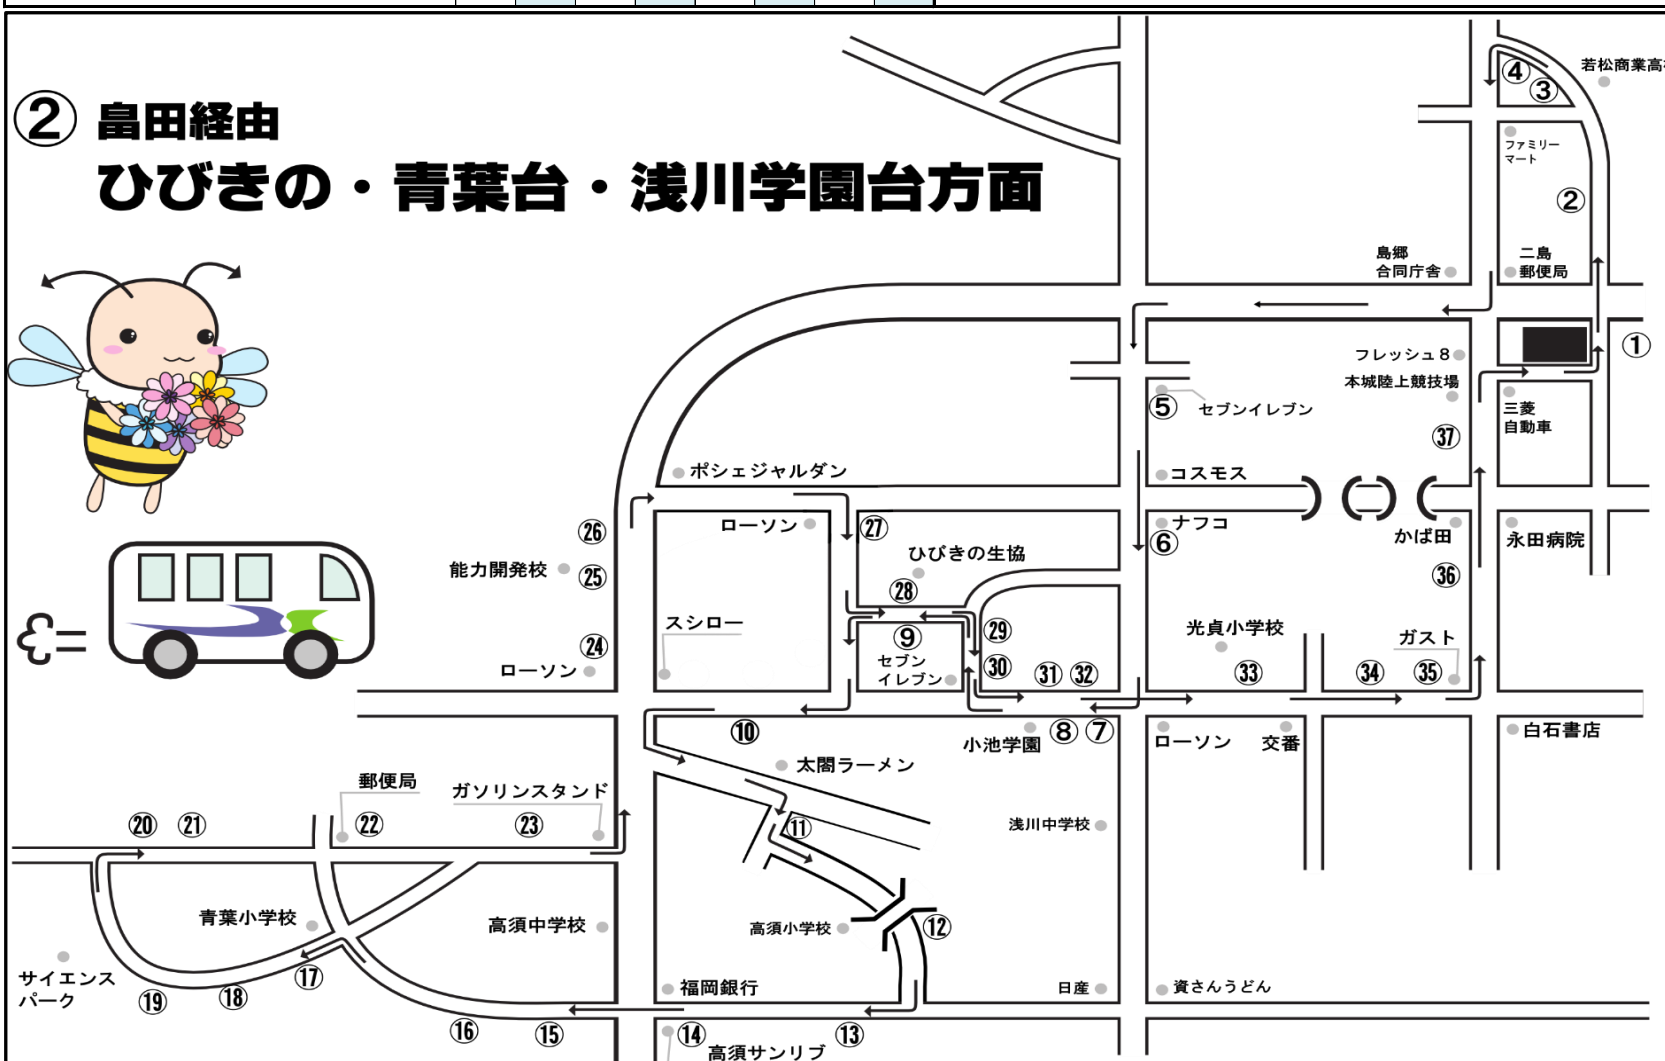 ② 畠田経由
ひびきの・青葉台・浅川学園台方面
若松商業高校
④
③
ファミリー
マート
②
島郷
合同庁舎
二島
郵便局
①
フレッシュ８
本城陸上競技場
⑤
セブンイレブン
三菱
自動車
㊲
ポシェジャルダン
コスモス
ローソン
㉖
㉗
ナフコ
⑥
かば田
永田病院
ひびきの生協
能力開発校
㉕
㉘
㊱
スシロー
⑨
㉙
光貞小学校
ガスト
㉔
ローソン
セブン
イレブン
㉚
㉛
㉜
㉝
㉞
㉟
⑩
小池学園
⑧
⑦
ローソン
交番
白石書店
太閤ラーメン
郵便局
ガソリンスタンド
⑳
㉑
㉒
㉓
⑪
浅川中学校
青葉小学校
高須中学校
高須小学校
⑫
サイエンス
パーク
⑰
⑲
⑱
福岡銀行
日産
資さんうどん
⑯
⑮
⑭
⑬
高須サンリブ